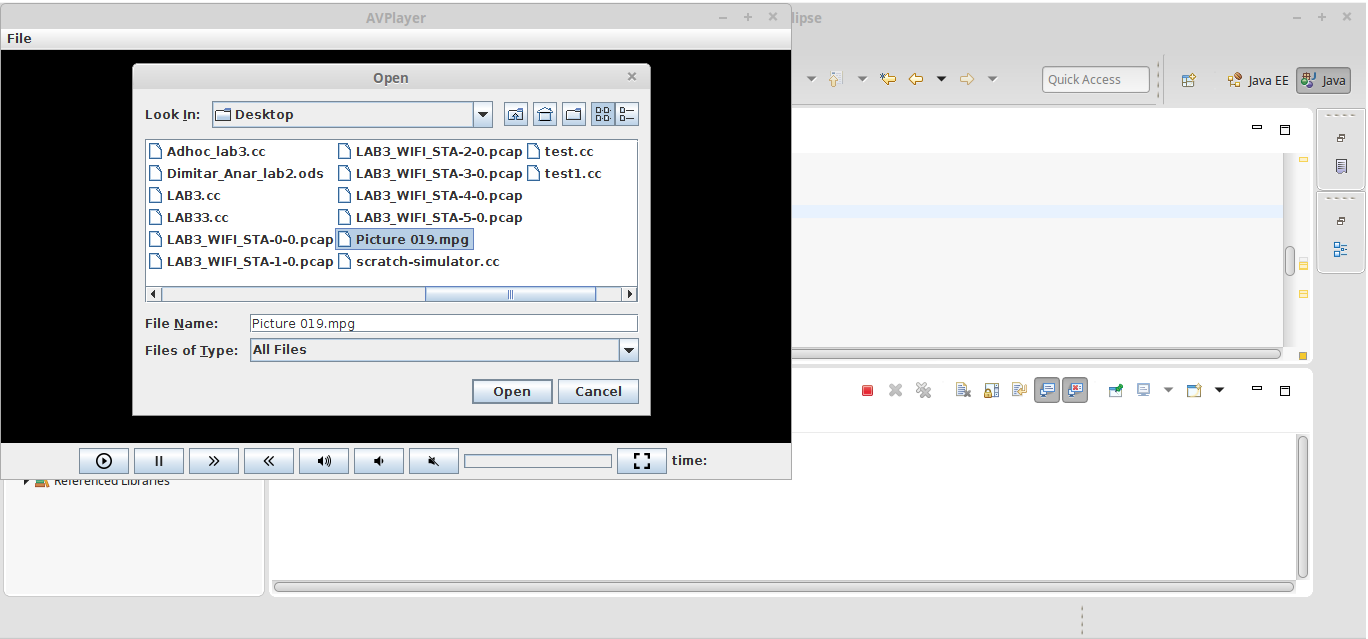 AVPlayer
lipse
File
Quick Access
Java EE
Java
Open
Look In:
Desktop
Adhoc_lab3.cc
Dimitar_Anar_lab2.ods
LAB3.cc
LAB33.cc
LAB3_WIFI_STA-0-0.pcap
LAB3_WIFI_STA-1-0.pcap
LAB3_WIFI_STA-2-0.pcap
LAB3_WIFI_STA-3-0.pcap
LAB3_WIFI_STA-4-0.pcap
LAB3_WIFI_STA-5-0.pcap
Picture 019.mpg
scratch-simulator.cc
test.cc
test1.cc
File Name:
Picture 019.mpg
Files of Type:
All Files
Open
Cancel
time:
Referenced Libraries